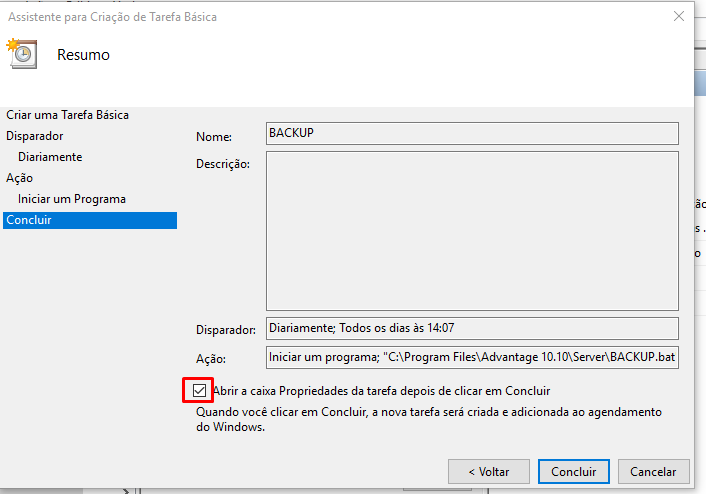 Assistente para Criação de Tarefa Básica
Resumo
Criar uma Tarefa Básica
Disparador
Diariamente
Ação
Iniciar um Programa
Concluir
Nome: BACKUP
Descrição:
Disparador: Diariamente; Todos os dias às 14:07
Ação: Iniciar um programa; "C:\Program Files\Advantage 10.10\Server\BACKUP.bat
Abrir a caixa Propriedades da tarefa depois de clicar em Concluir
Quando você clicar em Concluir, a nova tarefa será criada e adicionada ao agendamento
do Windows.
< Voltar Concluir Cancelar